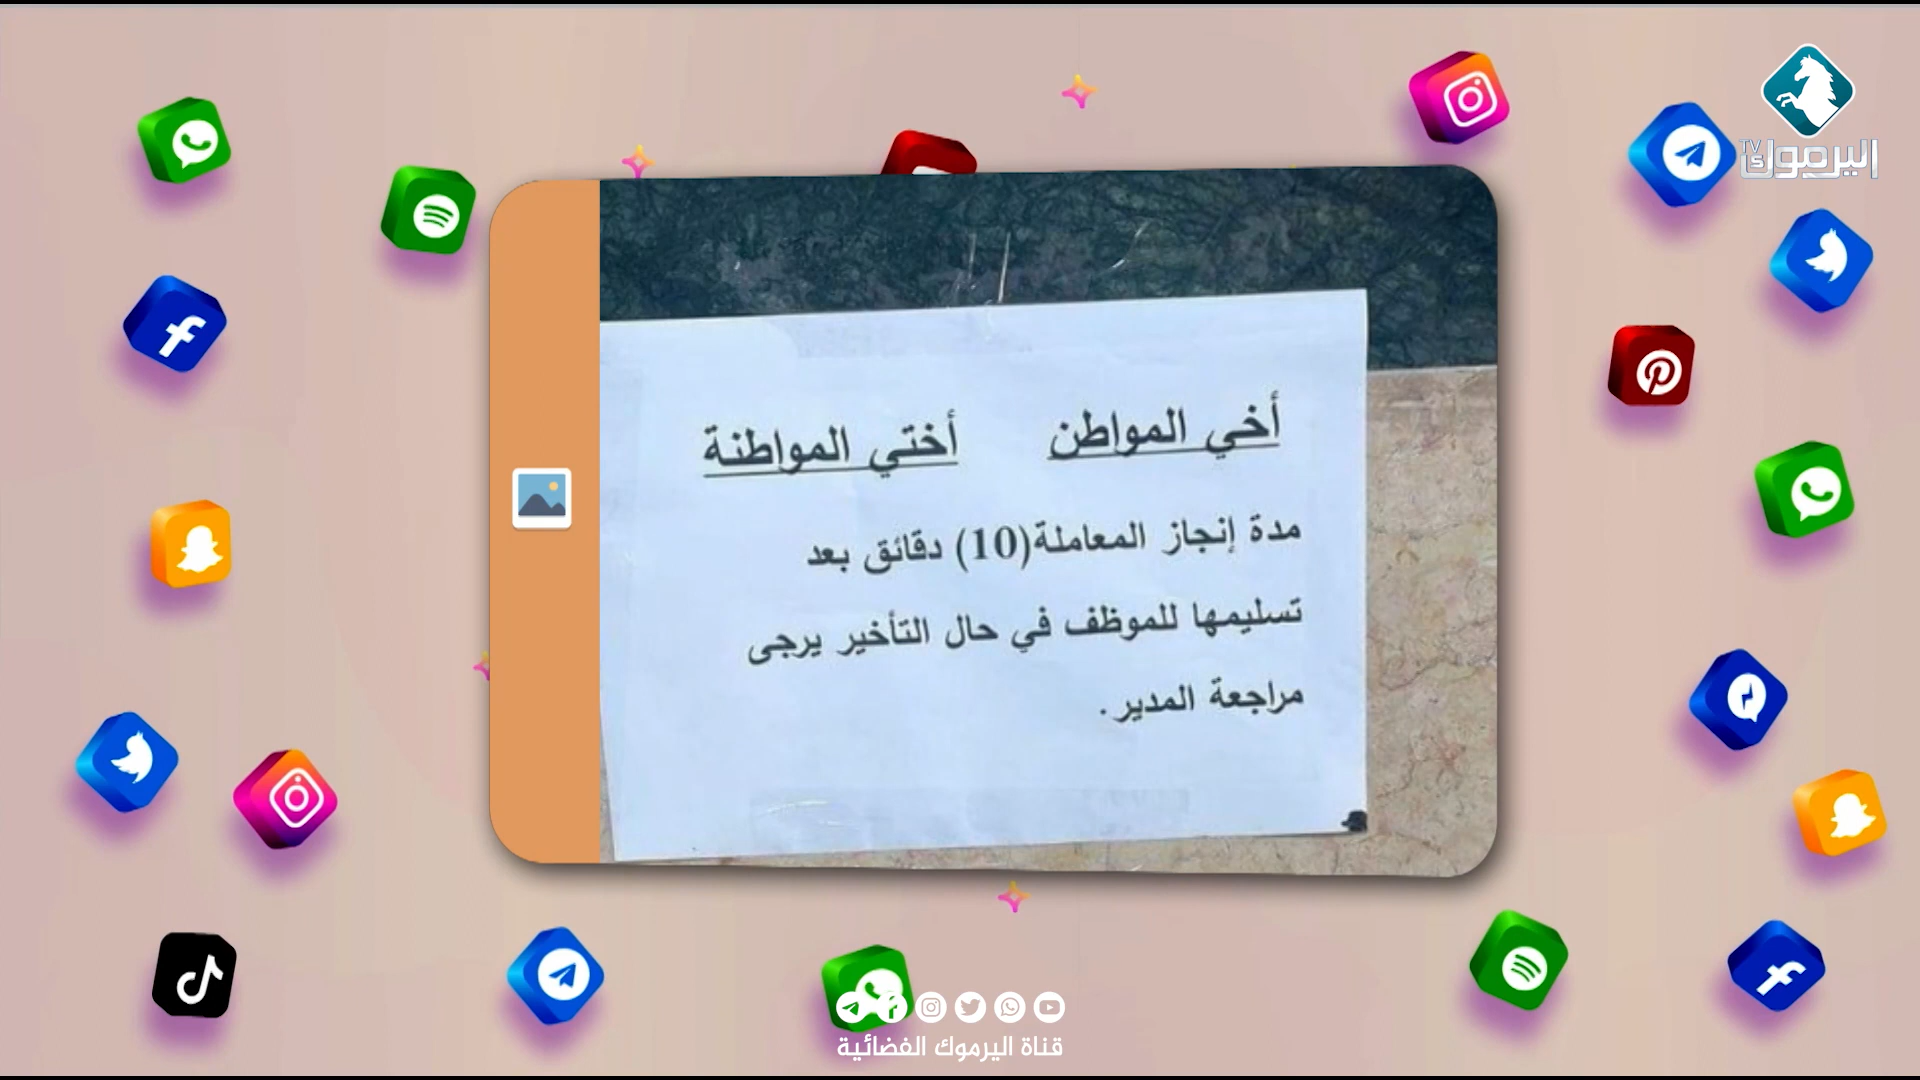 اليرموك
TV
أخي المواطن أختي المواطنة
مدة إنجاز المعاملة(10) دقائق بعد
تسليمها للموظف في حال التأخير يرجى
مراجعة المدير.
قناة اليرموك الفضائية